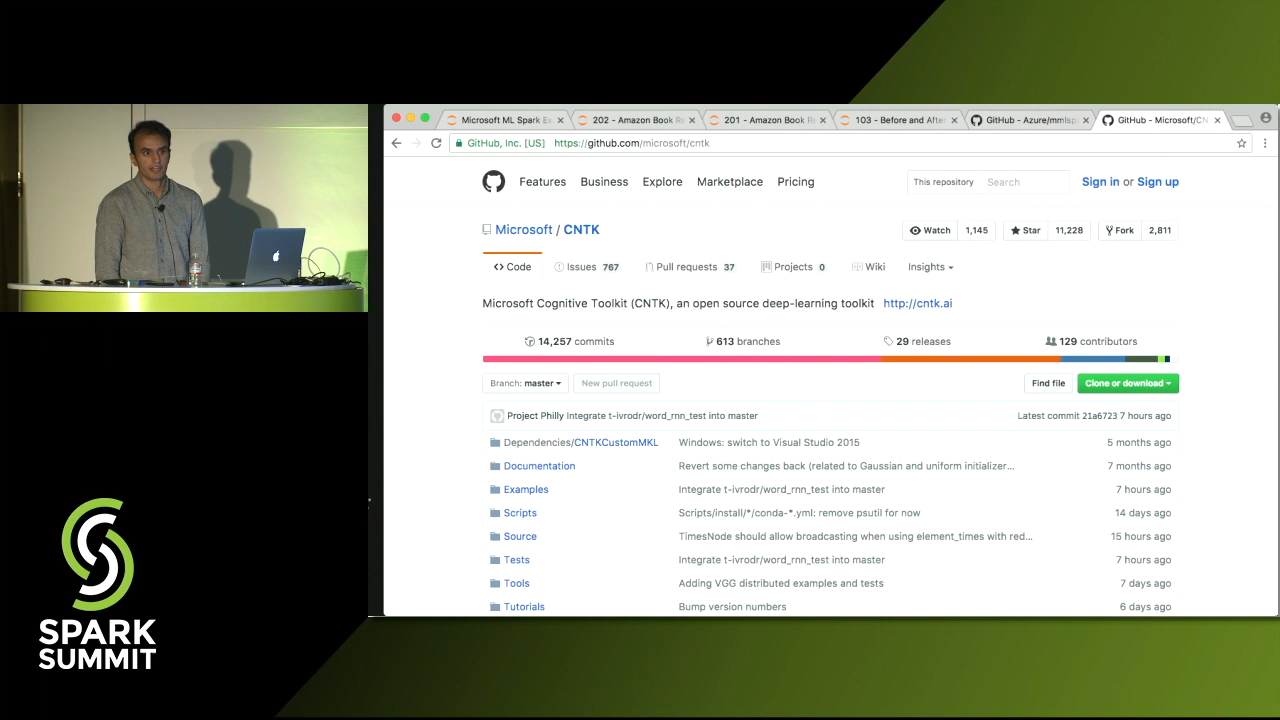 Microsoft ML Spark Ex
202 - Amazon Book Re
201 - Amazon Book Re
103 - Before and After
GitHub - Azure/mmlsp
GitHub - Microsoft/CN
GitHub, Inc. [US] https://github.com/microsoft/cntk
Features Business Explore Marketplace Pricing
This repository Search
Sign in or Sign up
Microsoft / CNTK
Watch 1,145 Star 11,228 Fork 2,811
Code Issues 767 Pull requests 37 Projects 0 Wiki Insights
Microsoft Cognitive Toolkit (CNTK), an open source deep-learning toolkit http://cntk.ai
14,257 commits 613 branches 29 releases 129 contributors
Branch: master New pull request Find file Clone or download
Project Philly Integrate t-ivrodr/word_rnn_test into master Latest commit 21a6723 7 hours ago
Dependencies/CNTKCustomMKL Windows: switch to Visual Studio 2015 5 months ago
Documentation Revert some changes back (related to Gaussian and uniform initializer... 7 months ago
Examples Integrate t-ivrodr/word_rnn_test into master 7 hours ago
Scripts Scripts/install/*/conda-*.yml: remove psutil for now 14 days ago
Source TimesNode should allow broadcasting when using element_times with red... 15 hours ago
Tests Integrate t-ivrodr/word_rnn_test into master 7 hours ago
Tools Adding VGG distributed examples and tests 7 days ago
Tutorials Bump version numbers 6 days ago
SPARK
SUMMIT